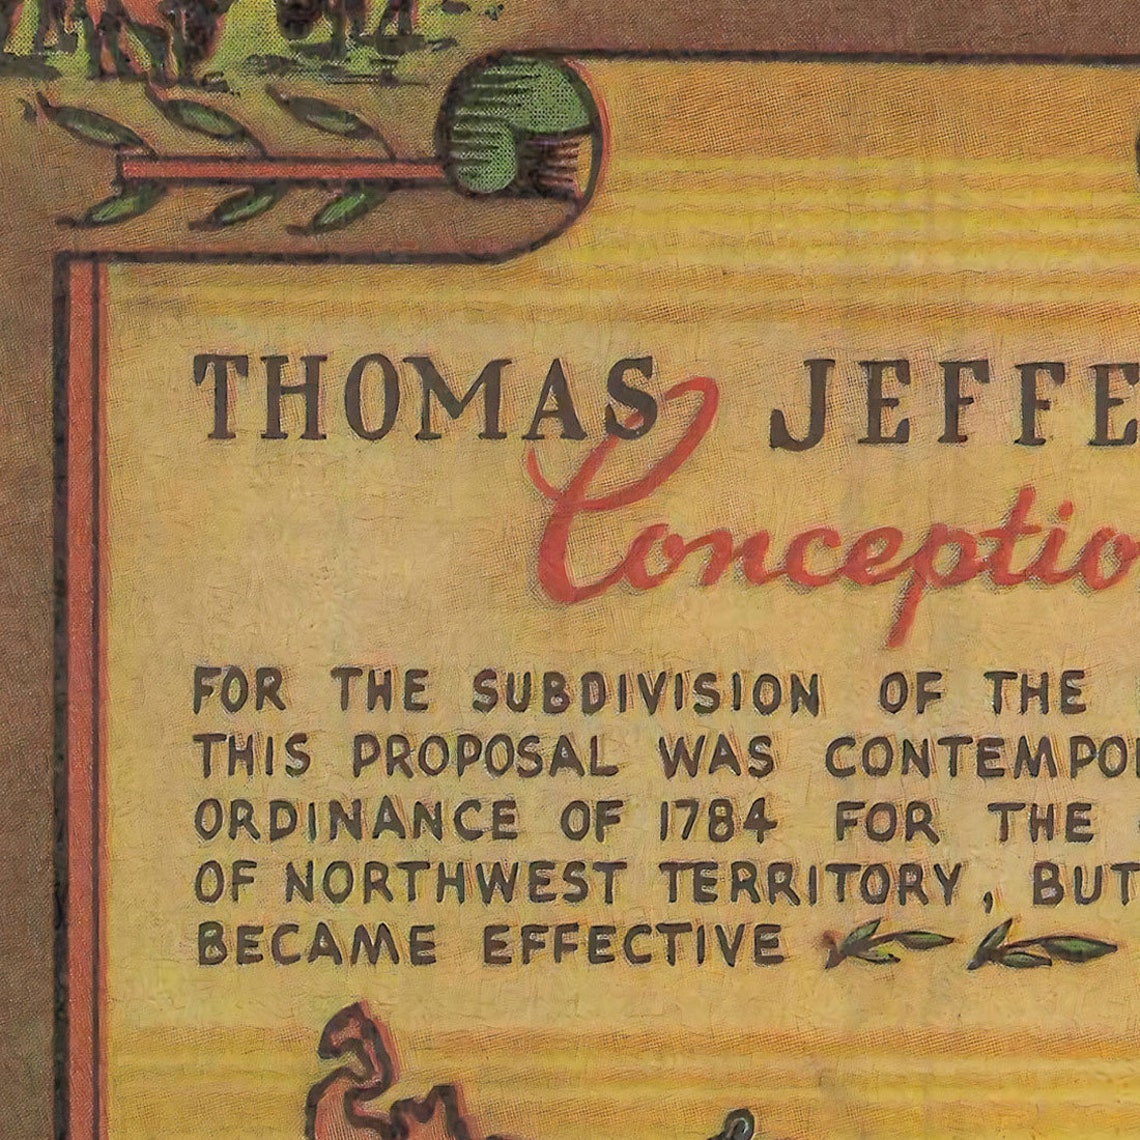 THOMAS JEFFE
Conceptio
FOR THE SUBDIVISION OF THE
THIS PROPOSAL WAS CONTEMPO
ORDINANCE OF 1784 FOR THE
OF NORTHWEST TERRITORY, BUT
BECAME EFFECTIVE